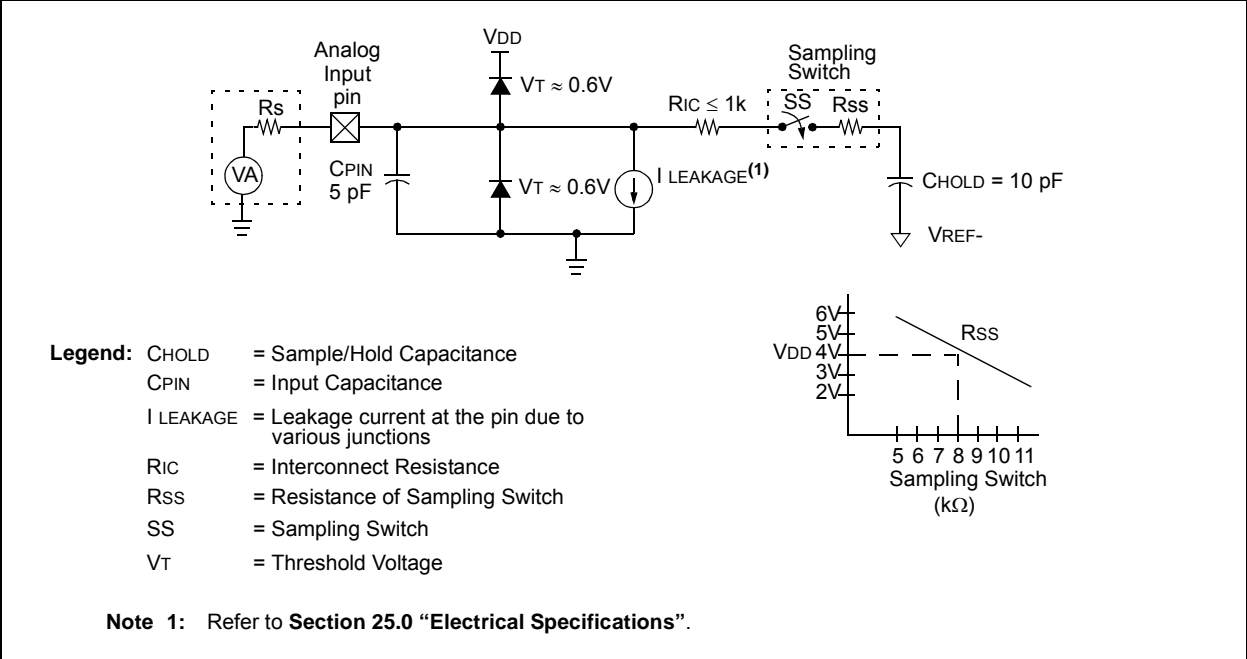 VDD
Analog
Input
pin
VT ≈ 0.6V
Sampling
Switch
Rs
RIC ≤ 1k
SS
Rss
VA
CPIN
5 pF
VT ≈ 0.6V
I LEAKAGE(1)
CHOLD = 10 pF
VREF-
6V
5V
VDD 4V
3V
2V
RSS
5 6 7 8 9 10 11
Sampling Switch
(kΩ)
Legend: CHOLD = Sample/Hold Capacitance
CPIN = Input Capacitance
I LEAKAGE = Leakage current at the pin due to
various junctions
RIC = Interconnect Resistance
RSS = Resistance of Sampling Switch
SS = Sampling Switch
VT = Threshold Voltage
Note 1: Refer to Section 25.0 “Electrical Specifications”.